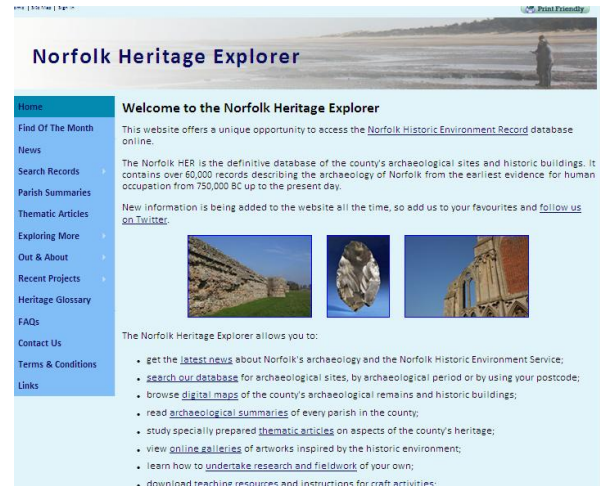 ome | Site Map | Sign In
Print Friendly
Norfolk Heritage Explorer
Home
Find Of The Month
News
Search Records
Parish Summaries
Thematic Articles
Exploring More
Out & About
Recent Projects
Heritage Glossary
FAQs
Contact Us
Terms & Conditions
Links
Welcome to the Norfolk Heritage Explorer
This website offers a unique opportunity to access the Norfolk Historic Environment Record database
online.
The Norfolk HER is the definitive database of the county's archaeological sites and historic buildings. It
contains over 60,000 records describing the archaeology of Norfolk from the earliest evidence for human
occupation from 750,000 BC up to the present day.
New information is being added to the website all the time, so add us to your favourites and follow us
on Twitter.
The Norfolk Heritage Explorer allows you to:
• get the latest news about Norfolk's archaeology and the Norfolk Historic Environment Service;
• search our database for archaeological sites, by archaeological period or by using your postcode;
• browse digital maps of the county's archaeological remains and historic buildings;
• read archaeological summaries of every parish in the county;
• study specially prepared thematic articles on aspects of the county's heritage;
• view online galleries of artworks inspired by the historic environment;
• learn how to undertake research and fieldwork of your own;
• download teaching resources and instructions for craft activities;